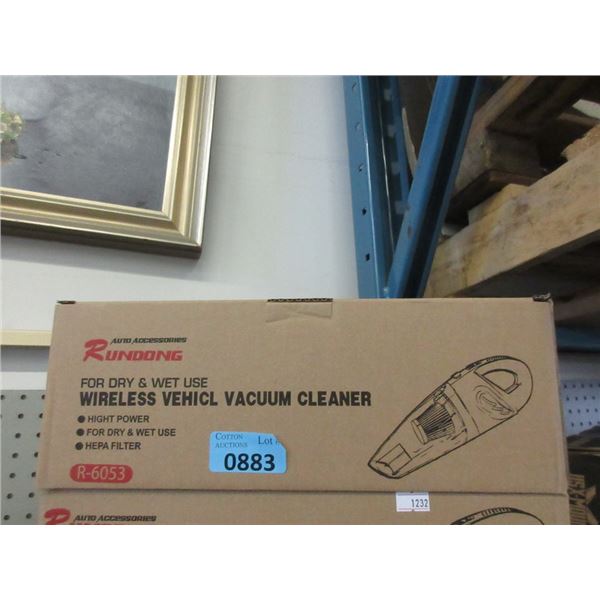 AUTO ACCESSORIES
RUNDONG
FOR DRY & WET USE
WIRELESS VEHICL VACUUM CLEANER
HIGHT POWER
FOR DRY & WET USE
HEPA FILTER
R-6053
COTTON AUCTIONS
Lot
0883
1232
AUTO ACCESSORIES